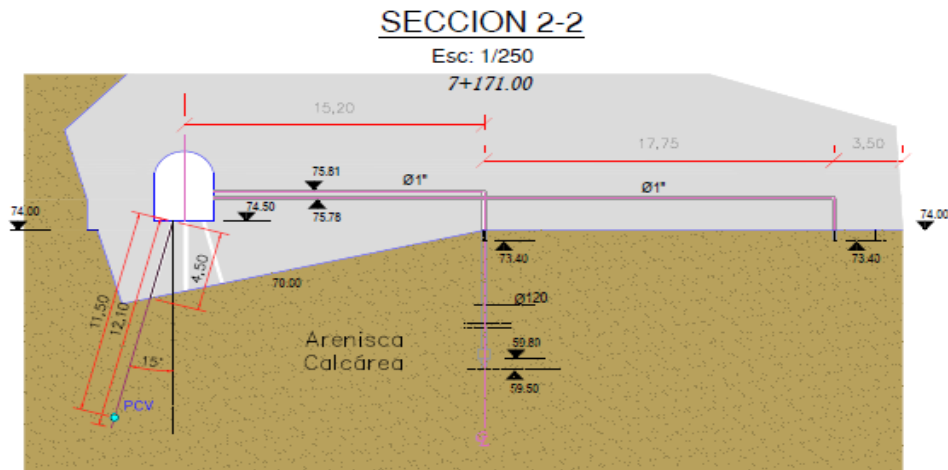 SECCION 2-2
Esc: 1/250
7+171.00
15,20
17,75
3,50
75.81
Ø1"
Ø1"
74.00
74.50
75.78
74.00
73.40
73.40
4,50
70.00
11,50
12,10
Ø120
Arenisca
Calcárea
59.80
15°
59.50
PCV